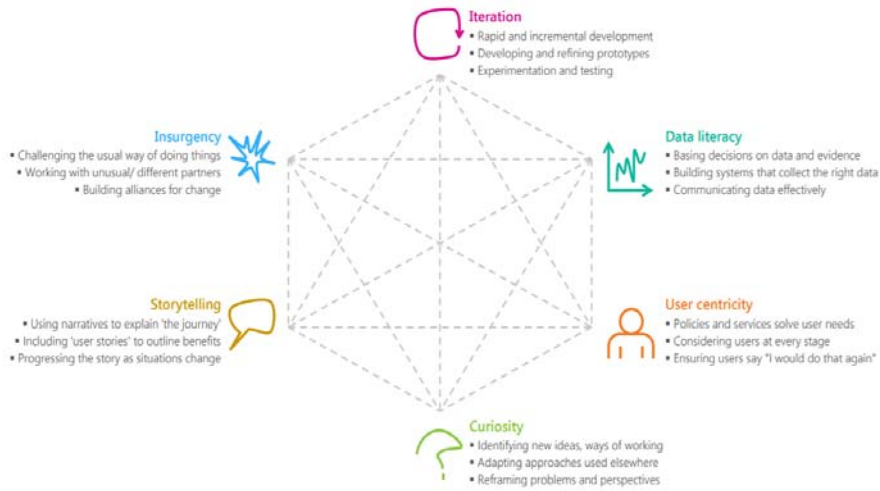 Iteration
▪ Rapid and incremental development
▪ Developing and refining prototypes
▪ Experimentation and testing
Insurgency
▪ Challenging the usual way of doing things
▪ Working with unusual/ different partners
▪ Building alliances for change
Data literacy
▪ Basing decisions on data and evidence
▪ Building systems that collect the right data
▪ Communicating data effectively
Storytelling
▪ Using narratives to explain 'the journey'
▪ Including 'user stories' to outline benefits
▪ Progressing the story as situations change
User centricity
▪ Policies and services solve user needs
▪ Considering users at every stage
▪ Ensuring users say "I would do that again"
Curiosity
▪ Identifying new ideas, ways of working
▪ Adapting approaches used elsewhere
▪ Reframing problems and perspectives